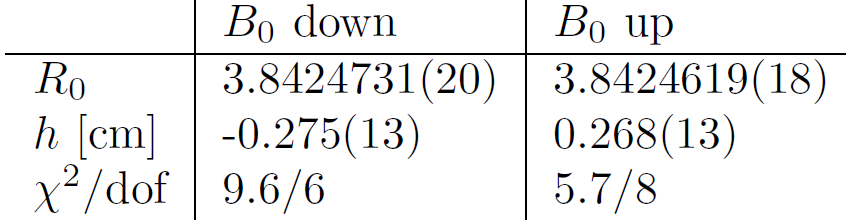 B₀ down B₀ up
R₀ 3.8424731(20) 3.8424619(18)
h [cm] -0.275(13) 0.268(13)
χ²/dof 9.6/6 5.7/8